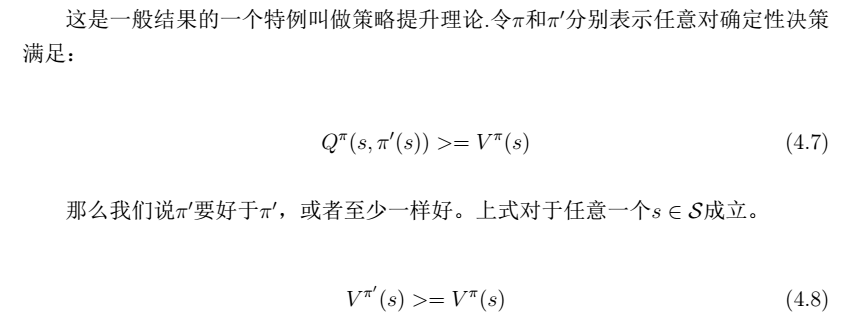 这是一般结果的一个特例叫做策略提升理论.令π和π′分别表示任意对确定性决策
满足：
Q^π(s, π′(s)) >= V^π(s) (4.7)
那么我们说π′要好于π′，或者至少一样好。上式对于任意一个s ∈ 𝒮成立。
V^π′(s) >= V^π(s) (4.8)